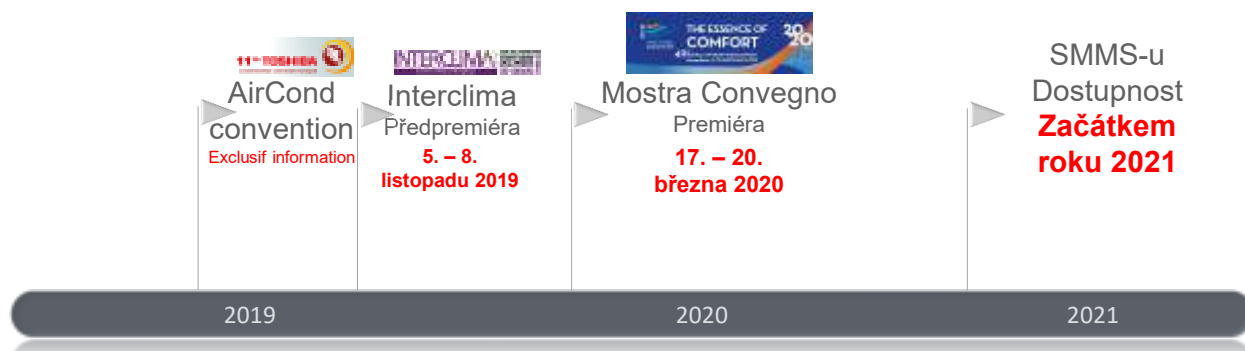 11th TOSHIBA
AirCond
convention
Exclusif information
INTERCLIMA
Interclima
Předpremiéra
5. – 8.
listopadu 2019
THE ESSENCE OF
COMFORT
2020
Mostra Convegno
Premiéra
17. – 20.
března 2020
SMMS-u
Dostupnost
Začátkem
roku 2021
2019
2020
2021